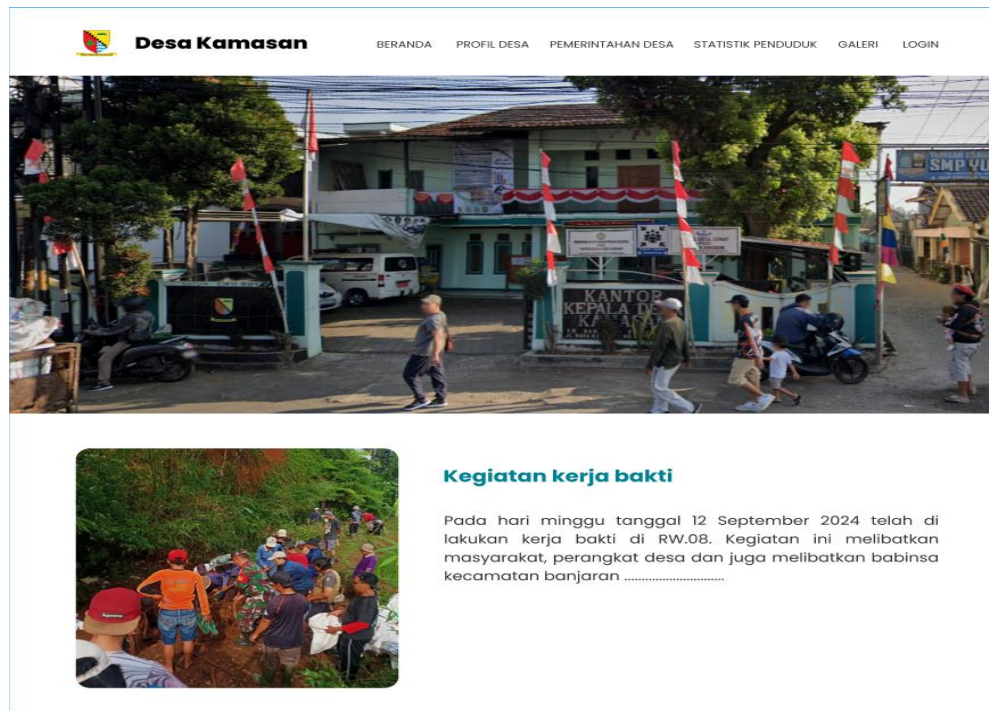 Desa Kamasan
BERANDA PROFIL DESA PEMERINTAHAN DESA STATISTIK PENDUDUK GALERI LOGIN
SMP
KANTOR
KEPALA
Kegiatan kerja bakti
Pada hari minggu tanggal 12 September 2024 telah di
lakukan kerja bakti di RW.08. Kegiatan ini melibatkan
masyarakat, perangkat desa dan juga melibatkan babinsa
kecamatan banjaran .............................